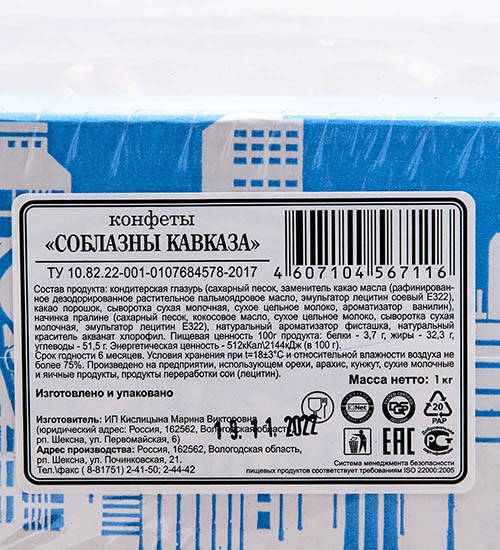 конфеты
«СОБЛАЗНЫ КАВКАЗА»
ТУ 10.82.22-001-0107684578-2017
4 607104 567116
Состав продукта: кондитерская глазурь (сахарный песок, заменитель какао масла (рафинирован-
ное дезодорированное растительное пальмоядровое масло, эмульгатор лецитин соевый Е322),
какао порошок, сыворотка сухая молочная, сухое цельное молоко, ароматизатор ванилин),
начинка пралине (сахарный песок, кокосовое масло, сухое цельное молоко, сыворотка сухая
молочная, эмульгатор лецитин Е322), натуральный ароматизатор фисташка, натуральный
краситель акванат хлорофил. Пищевая ценность 100г продукта: белки - 3,7 г, жиры - 32,3 г,
углеводы - 51,5 г. Энергетическая ценность - 512кКал\2144кДж (в 100 г).
Срок годности 6 месяцев. Условия хранения при t=18±3°С и относительной влажности воздуха не
более 75%. Произведено на предприятии, использующем орехи, арахис, кунжут, сухие молочные
и яичные продукты, продукты переработки сои (лецитин).
Масса нетто: 1 кг
Изготовлено и упаковано
19.11.2022
Изготовитель: ИП Кислицына Марина Викторовна
(юридический адрес: Россия, 162562, Вологодская область,
рп. Шексна, ул. Первомайская, 6)
Адрес производства: Россия, 162562, Вологодская область,
рп. Шексна, ул. Починковская, 21
Тел.\факс ( 8-81751) 2-41-50; 2-44-42
IQNet
20
PAP
ЕАС
Система менеджмента безопасности
пищевых продуктов соответствует требованиям ISO 22000:2005